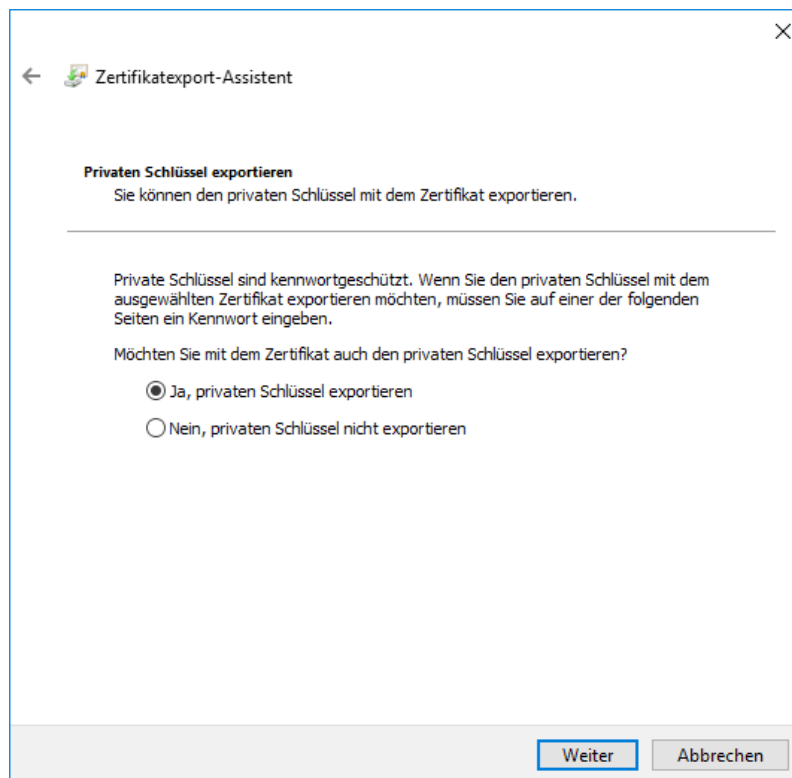 Zertifikatexport-Assistent
Privaten Schlüssel exportieren
Sie können den privaten Schlüssel mit dem Zertifikat exportieren.
Private Schlüssel sind kennwortgeschützt. Wenn Sie den privaten Schlüssel mit dem
ausgewählten Zertifikat exportieren möchten, müssen Sie auf einer der folgenden
Seiten ein Kennwort eingeben.
Möchten Sie mit dem Zertifikat auch den privaten Schlüssel exportieren?
Ja, privaten Schlüssel exportieren
Nein, privaten Schlüssel nicht exportieren
Weiter
Abbrechen